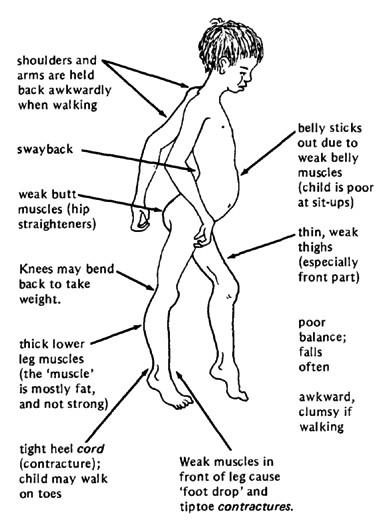 shoulders and
arms are held
back awkwardly
when walking
swayback
weak butt
muscles (hip
straighteners)
Knees may bend
back to take
weight.
thick lower
leg muscles
(the ‘muscle’
is mostly fat,
and not strong)
tight heel cord
(contracture);
child may walk
on toes
belly sticks
out due to
weak belly
muscles
(child is poor
at sit-ups)
thin, weak
thighs
(especially
front part)
poor
balance;
falls
often
awkward,
clumsy if
walking
Weak muscles in
front of leg cause
‘foot drop’ and
tiptoe contractures.